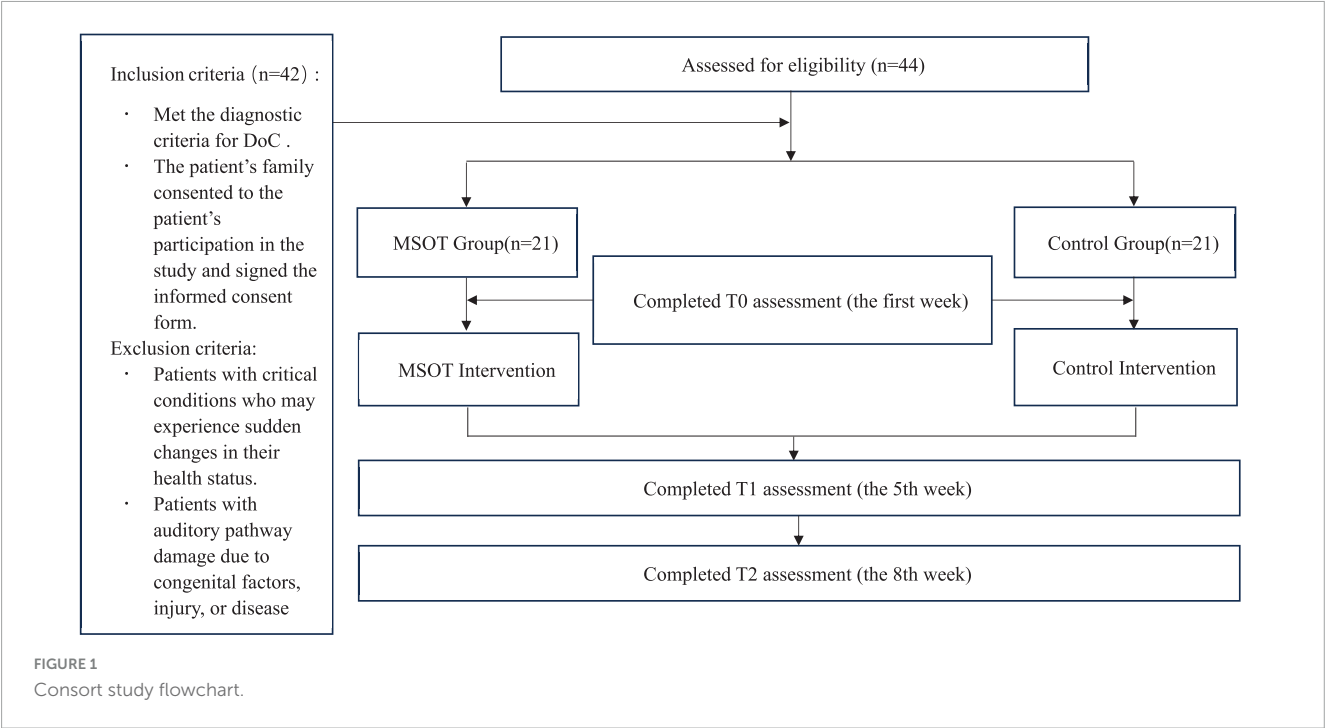 Inclusion criteria (n=42) :
· Met the diagnostic
criteria for DoC .
· The patient's family
consented to the
patient's
participation in the
study and signed the
informed consent
form.
Exclusion criteria:
· Patients with critical
conditions who may
experience sudden
changes in their
health status.
· Patients with
auditory pathway
damage due to
congenital factors,
injury, or disease
Assessed for eligibility (n=44)
MSOT Group(n=21)
Control Group(n=21)
Completed T0 assessment (the first week)
MSOT Intervention
Control Intervention
Completed T1 assessment (the 5th week)
Completed T2 assessment (the 8th week)
FIGURE 1
Consort study flowchart.